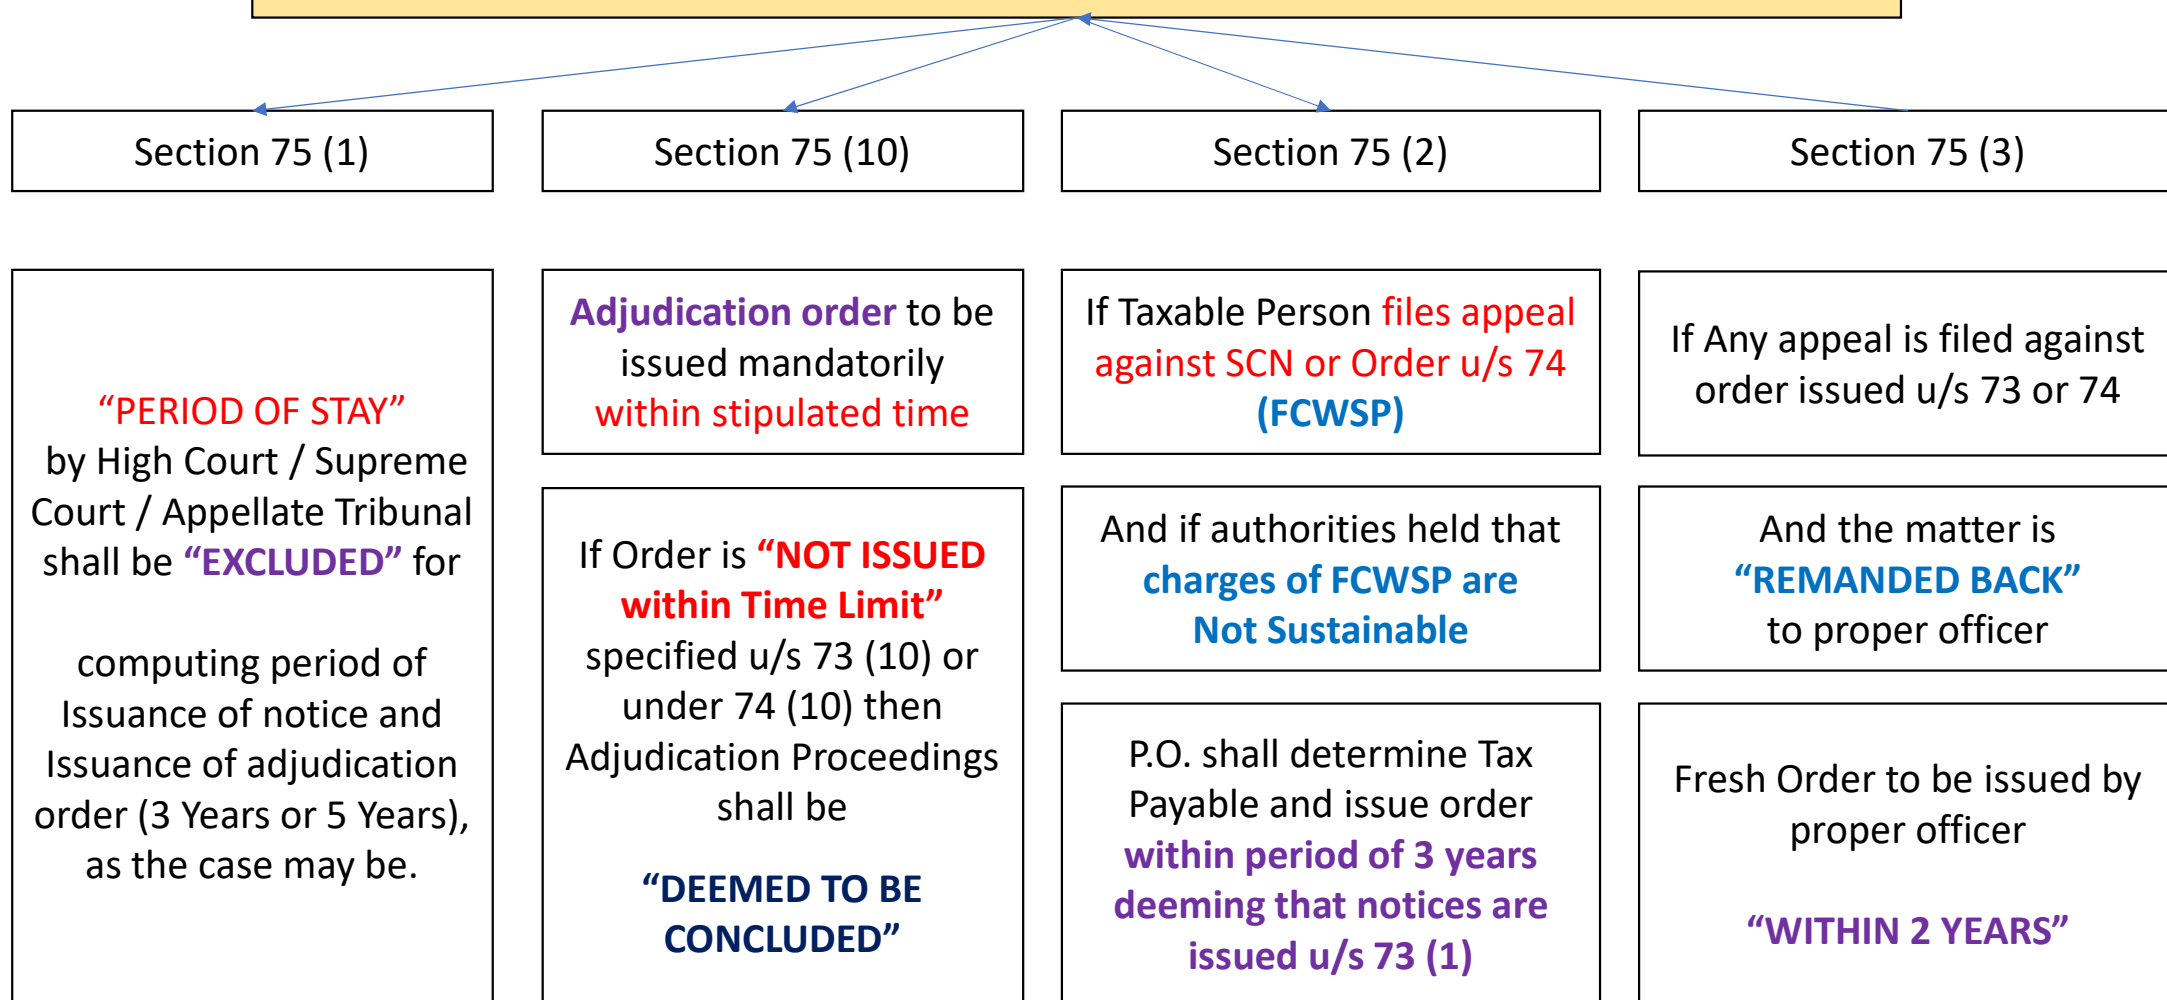 Section 75 (1)
Section 75 (10)
Section 75 (2)
Section 75 (3)
“PERIOD OF STAY”
by High Court / Supreme
Court / Appellate Tribunal
shall be “EXCLUDED” for
computing period of
Issuance of notice and
Issuance of adjudication
order (3 Years or 5 Years),
as the case may be.
Adjudication order to be
issued mandatorily
within stipulated time
If Order is “NOT ISSUED
within Time Limit”
specified u/s 73 (10) or
under 74 (10) then
Adjudication Proceedings
shall be
“DEEMED TO BE
CONCLUDED”
If Taxable Person files appeal
against SCN or Order u/s 74
(FCWSP)
And if authorities held that
charges of FCWSP are
Not Sustainable
P.O. shall determine Tax
Payable and issue order
within period of 3 years
deeming that notices are
issued u/s 73 (1)
If Any appeal is filed against
order issued u/s 73 or 74
And the matter is
“REMANDED BACK”
to proper officer
Fresh Order to be issued by
proper officer
“WITHIN 2 YEARS”